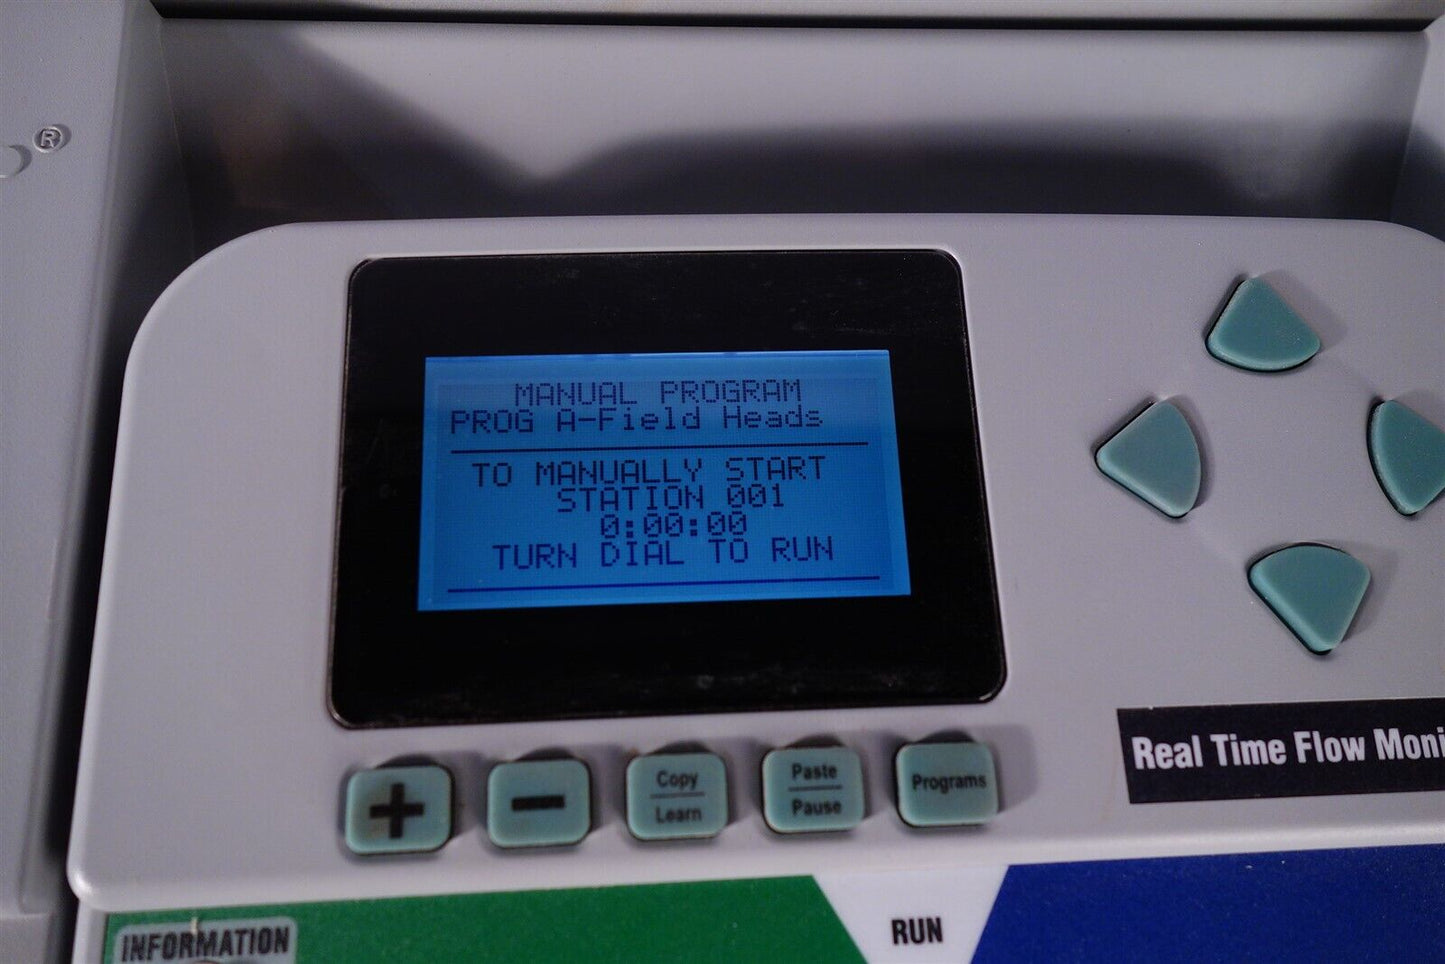 ®
MANUAL PROGRAM
PROG A-Field Heads
TO MANUALLY START
STATION 001
0:00:00
TURN DIAL TO RUN
Real Time Flow Moni
+
−
Copy
Learn
Paste
Pause
Programs
INFORMATION
RUN